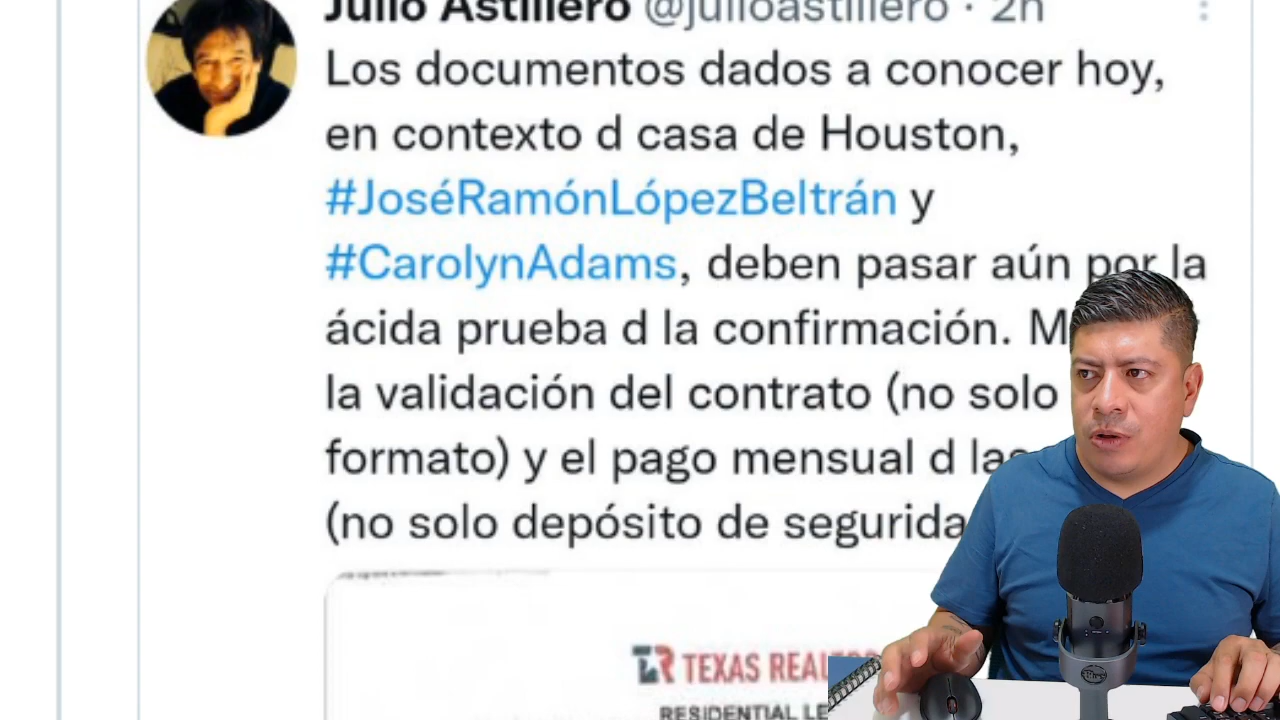 Julio Astillero @julioastillero · 2h
Los documentos dados a conocer hoy,
en contexto d casa de Houston,
#JoséRamónLópezBeltrán y
#CarolynAdams, deben pasar aún por la
ácida prueba d la confirmación.
la validación del contrato (no solo
formato) y el pago mensual d
(no solo depósito de
TR TEXAS
RESIDENTIAL